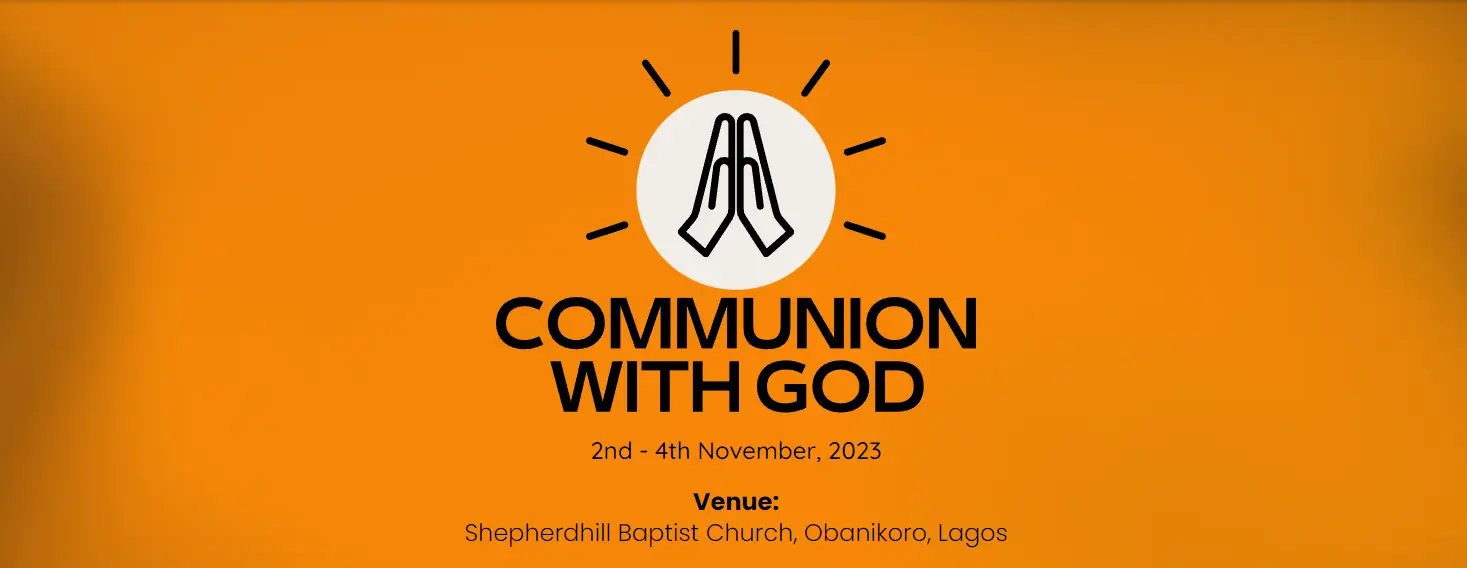 COMMUNION
WITH GOD
2nd - 4th November, 2023
Venue:
Shepherdhill Baptist Church, Obanikoro, Lagos